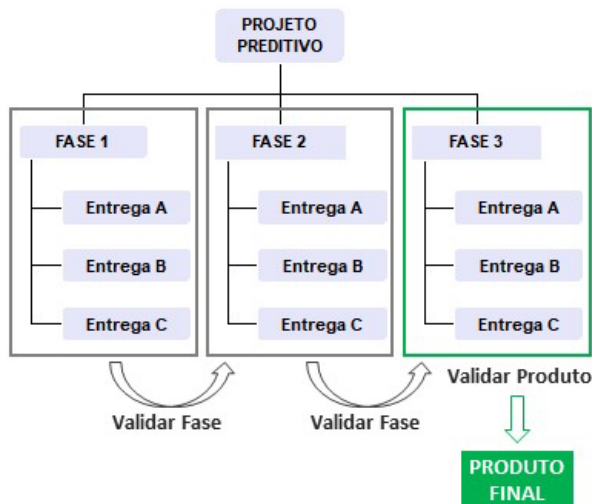 PROJETO
PREDITIVO
FASE 1
FASE 2
FASE 3
Entrega A
Entrega A
Entrega A
Entrega B
Entrega B
Entrega B
Entrega C
Entrega C
Entrega C
Validar Fase
Validar Fase
Validar Produto
PRODUTO
FINAL